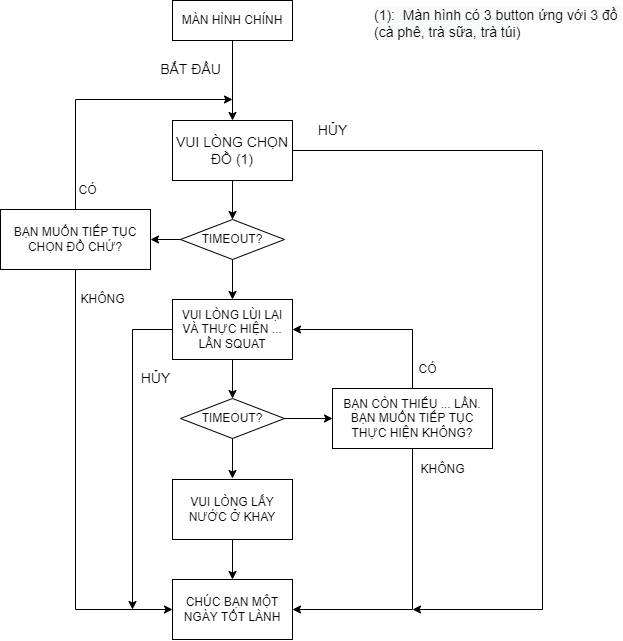 MÀN HÌNH CHÍNH
(1): Màn hình có 3 button ứng với 3 đồ
(cà phê, trà sữa, trà túi)
BẮT ĐẦU
VUI LÒNG CHỌN
ĐỒ (1)
HỦY
CÓ
BẠN MUỐN TIẾP TỤC
CHỌN ĐỒ CHỨ?
TIMEOUT?
KHÔNG
VUI LÒNG LÙI LẠI
VÀ THỰC HIỆN ...
LẦN SQUAT
HỦY
CÓ
TIMEOUT?
BẠN CÒN THIẾU ... LẦN.
BẠN MUỐN TIẾP TỤC
THỰC HIỆN KHÔNG?
KHÔNG
VUI LÒNG LẤY
NƯỚC Ở KHAY
CHÚC BẠN MỘT
NGÀY TỐT LÀNH